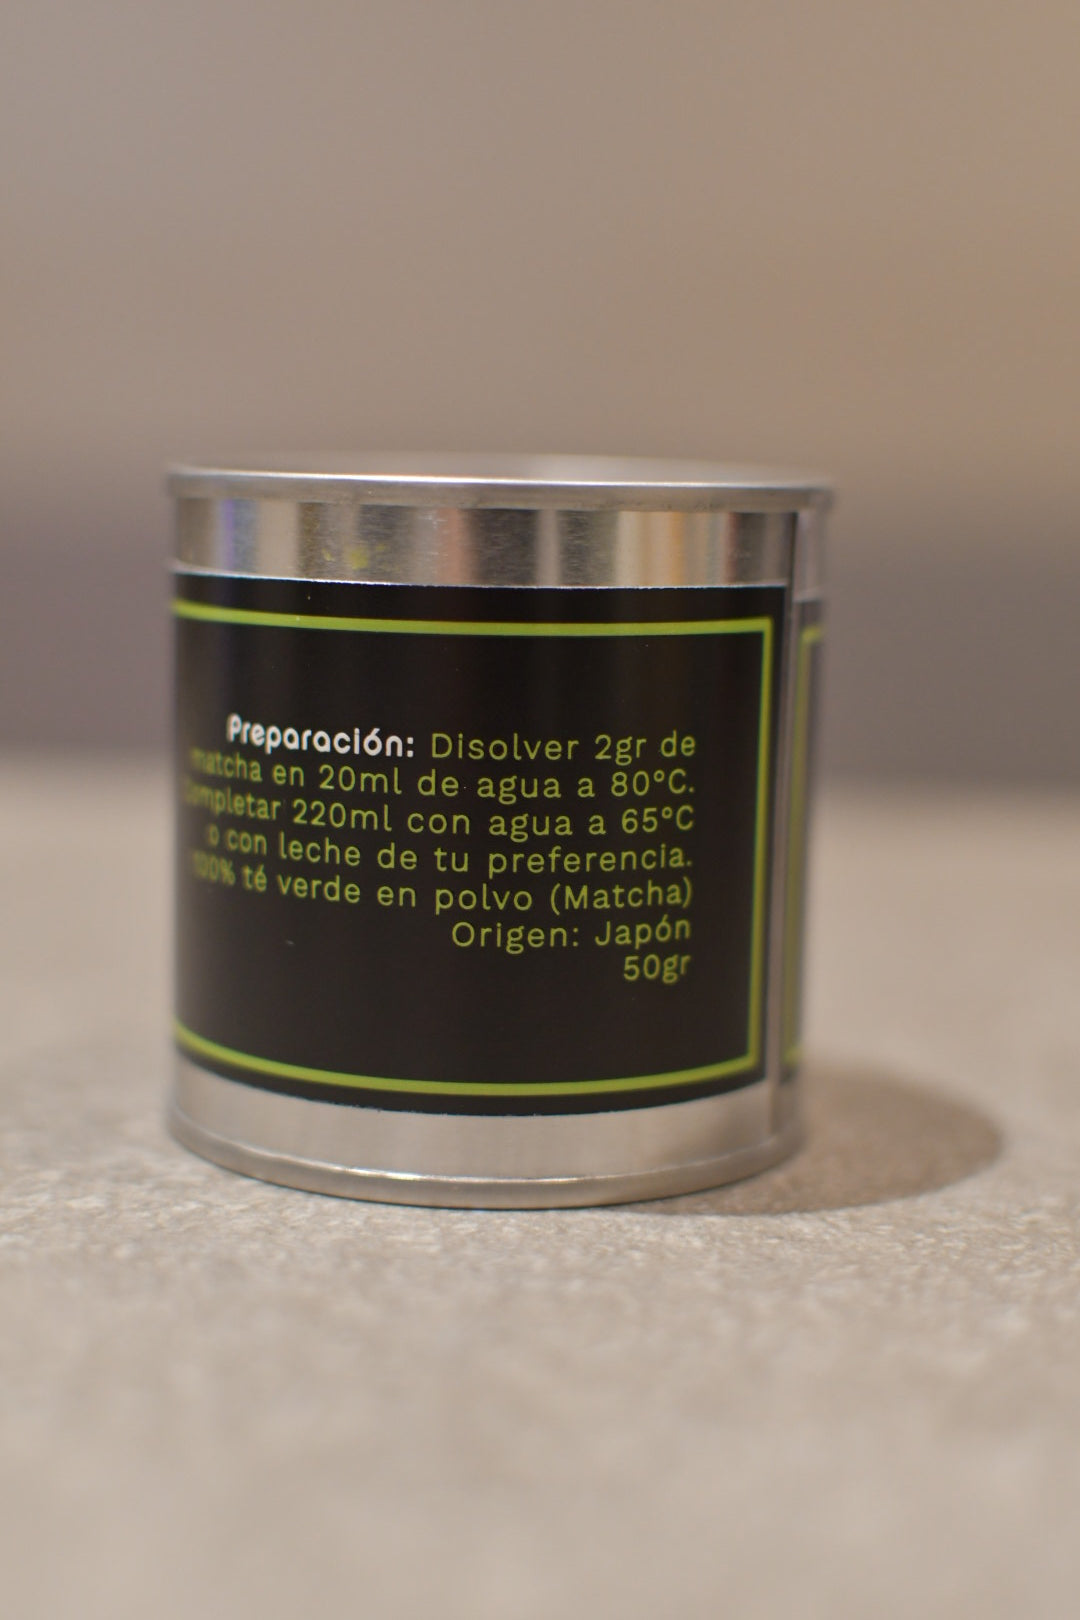 Preparación: Disolver 2gr de
matcha en 20ml de agua a 80°C.
Completar 220ml con agua a 65°C
o con leche de tu preferencia.
100% té verde en polvo (Matcha)
Origen: Japón
50gr